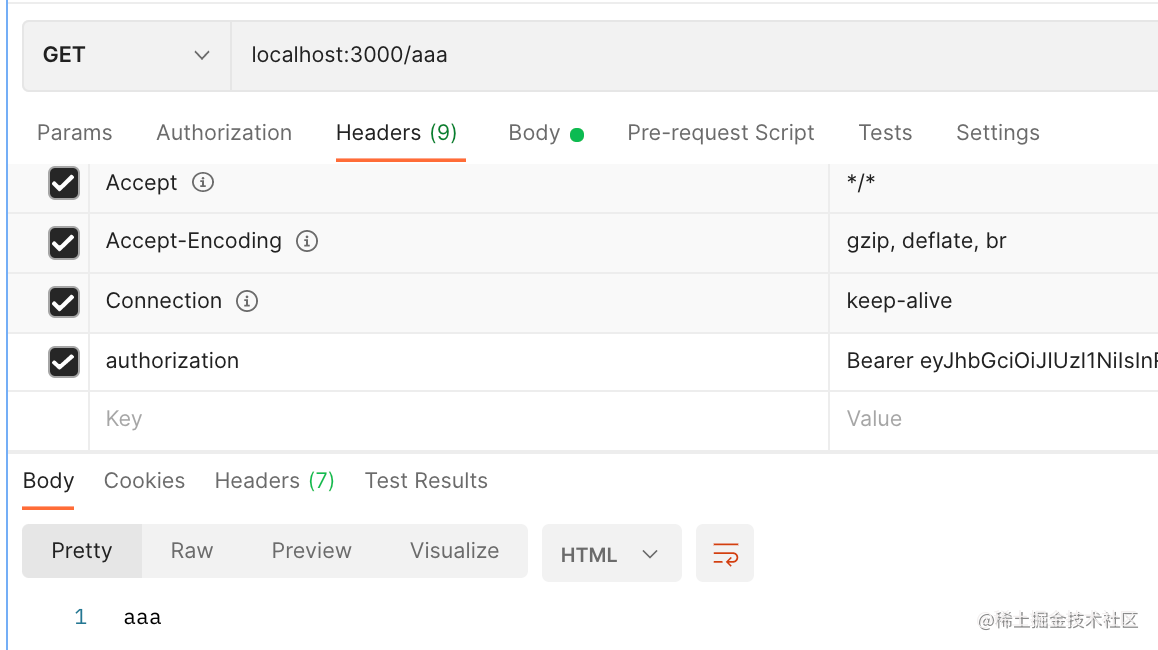 GET localhost:3000/aaa
Params Authorization Headers (9) Body Pre-request Script Tests Settings
Accept */*
Accept-Encoding gzip, deflate, br
Connection keep-alive
authorization Bearer eyJhbGciOiJIUzI1NiIsInR
Key Value
Body Cookies Headers (7) Test Results
Pretty Raw Preview Visualize HTML
1 aaa
@稀土掘金技术社区